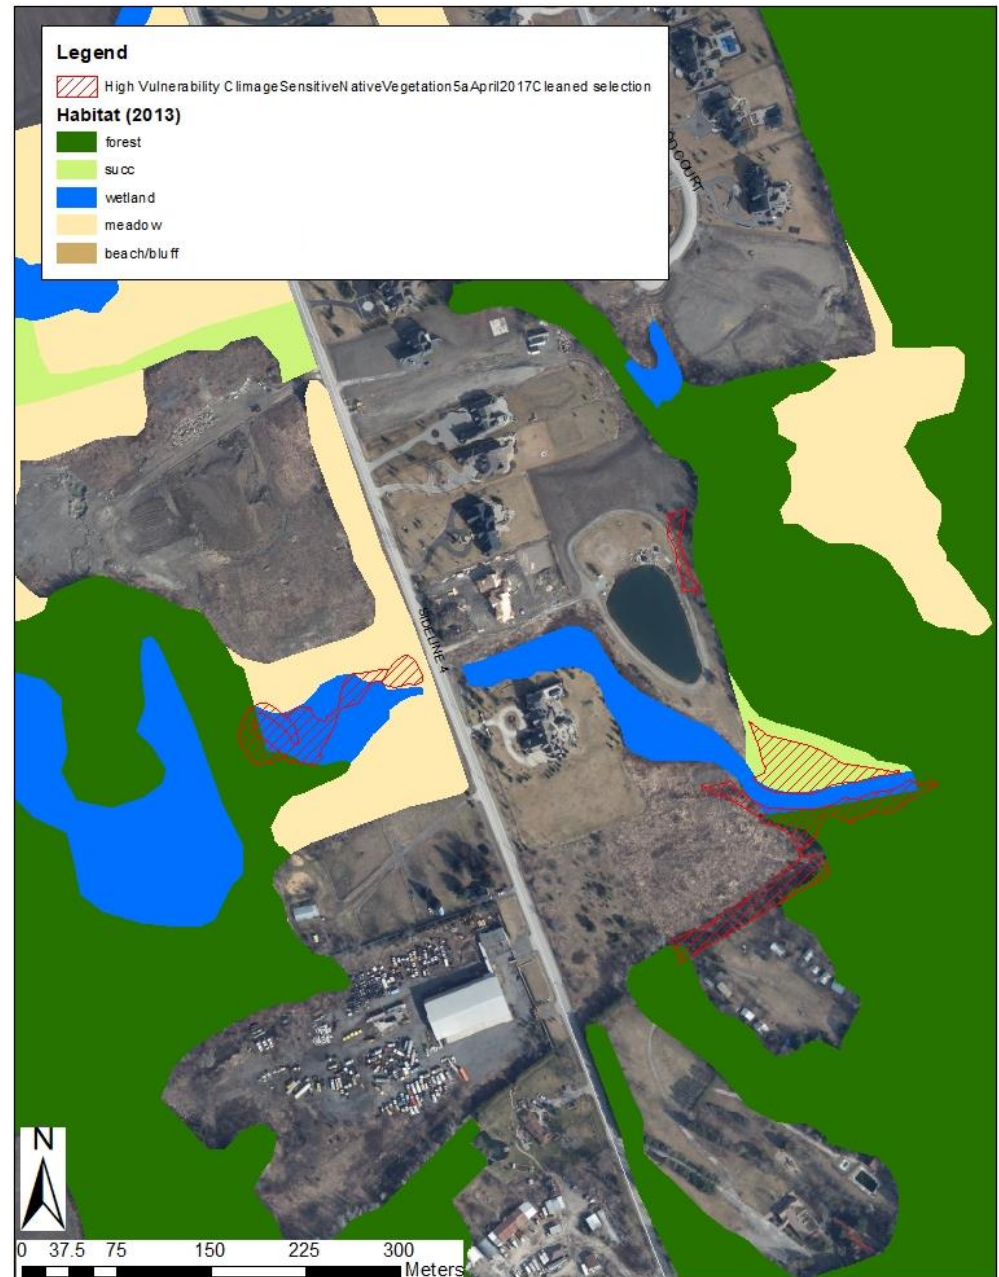 Legend
High Vulnerability ClimageSensitiveNativeVegetation5aApril2017Cleaned selection
Habitat (2013)
forest
succ
wetland
meadow
beach/bluff
COURT
SIDELINE 4
N
0 37.5 75 150 225 300
Meters